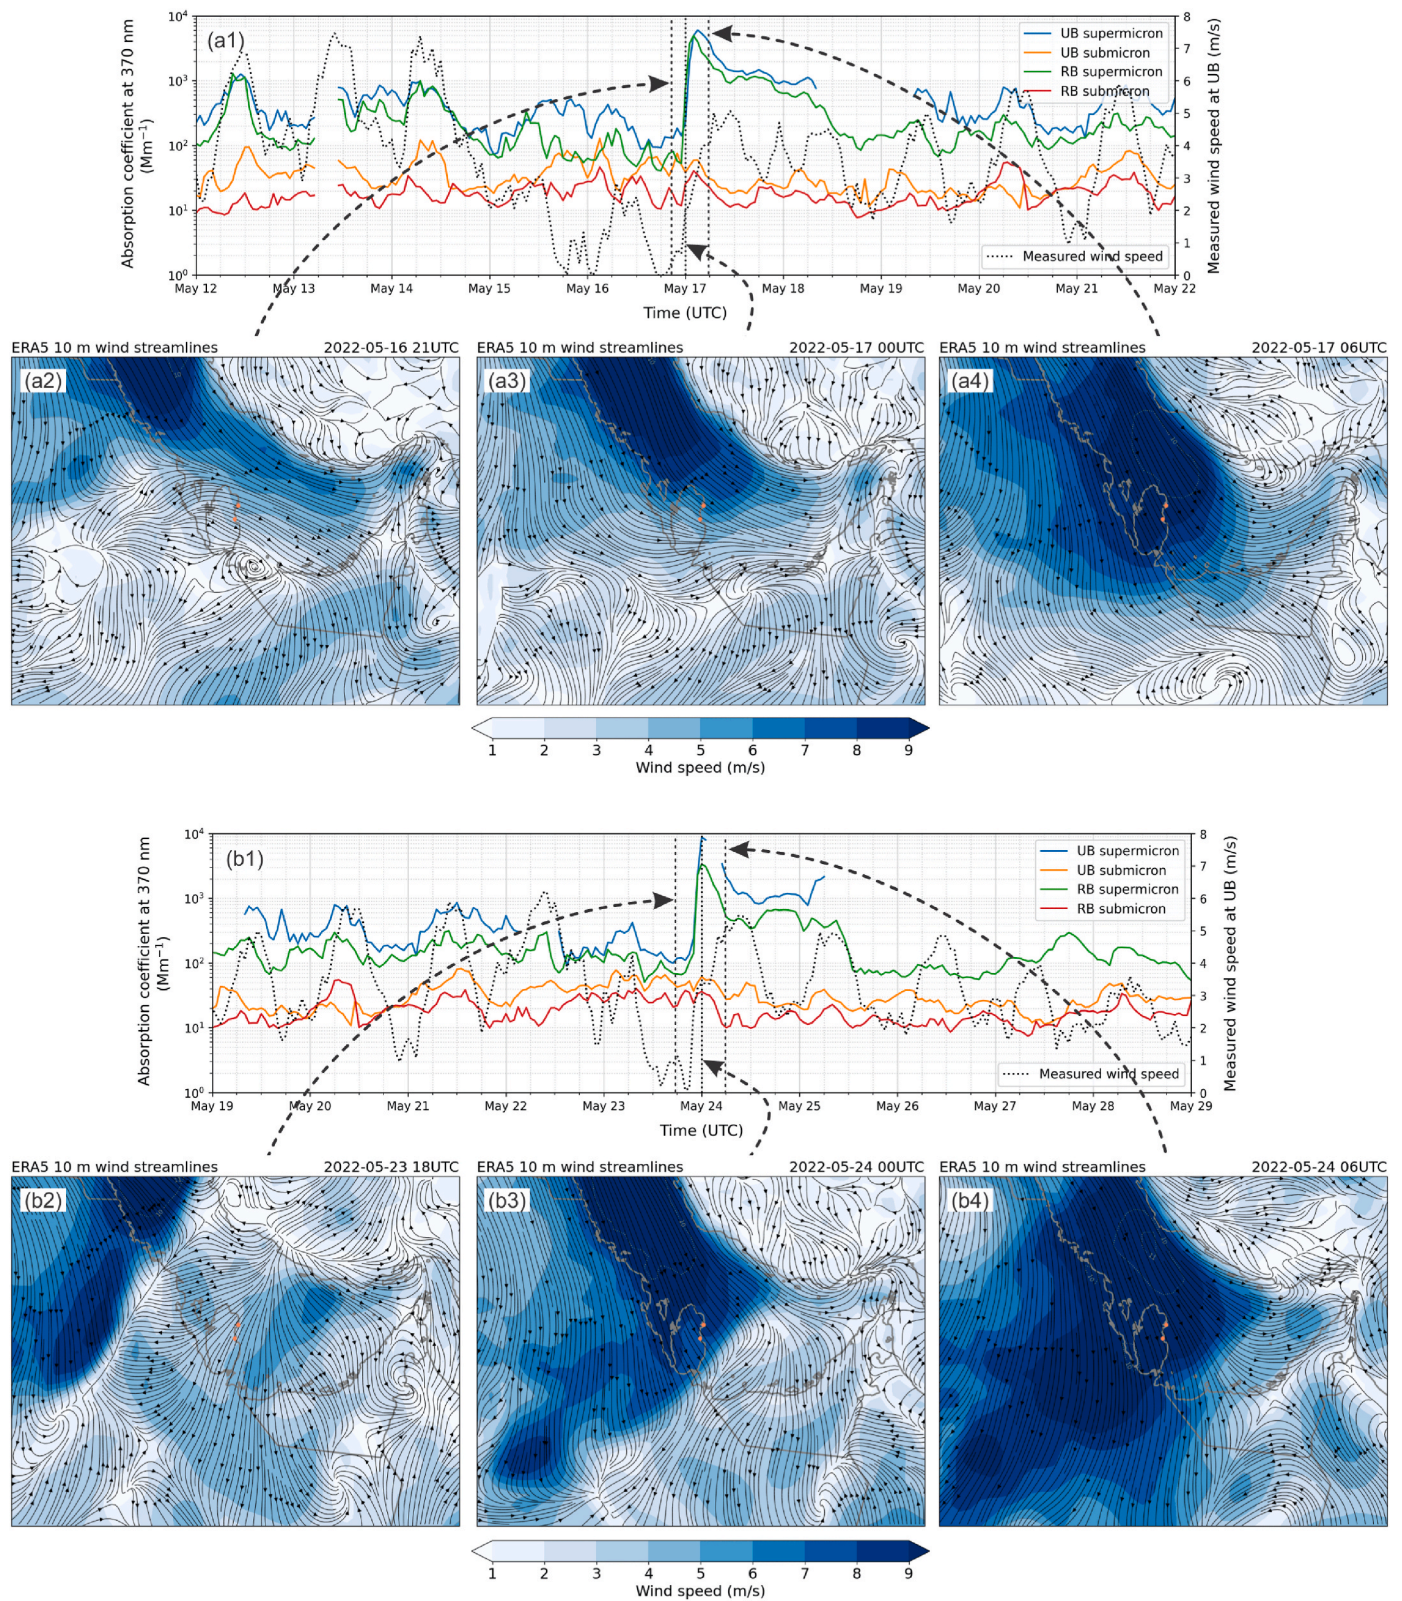 (a1)
Absorption coefficient at 370 nm
(Mm⁻¹)
10⁴
10³
10²
10¹
10⁰
UB supermicron
UB submicron
RB supermicron
RB submicron
Measured wind speed
8
7
6
5
4
3
2
1
0
Measured wind speed at UB (m/s)
May 12 May 13 May 14 May 15 May 16 May 17 May 18 May 19 May 20 May 21 May 22
Time (UTC)
ERA5 10 m wind streamlines 2022-05-16 21UTC
(a2)
ERA5 10 m wind streamlines 2022-05-17 00UTC
(a3)
ERA5 10 m wind streamlines 2022-05-17 06UTC
(a4)
1 2 3 4 5 6 7 8 9
Wind speed (m/s)
(b1)
Absorption coefficient at 370 nm
(Mm⁻¹)
10⁴
10³
10²
10¹
10⁰
UB supermicron
UB submicron
RB supermicron
RB submicron
Measured wind speed
8
7
6
5
4
3
2
1
0
Measured wind speed at UB (m/s)
May 19 May 20 May 21 May 22 May 23 May 24 May 25 May 26 May 27 May 28 May 29
Time (UTC)
ERA5 10 m wind streamlines 2022-05-23 18UTC
(b2)
ERA5 10 m wind streamlines 2022-05-24 00UTC
(b3)
ERA5 10 m wind streamlines 2022-05-24 06UTC
(b4)
1 2 3 4 5 6 7 8 9
Wind speed (m/s)